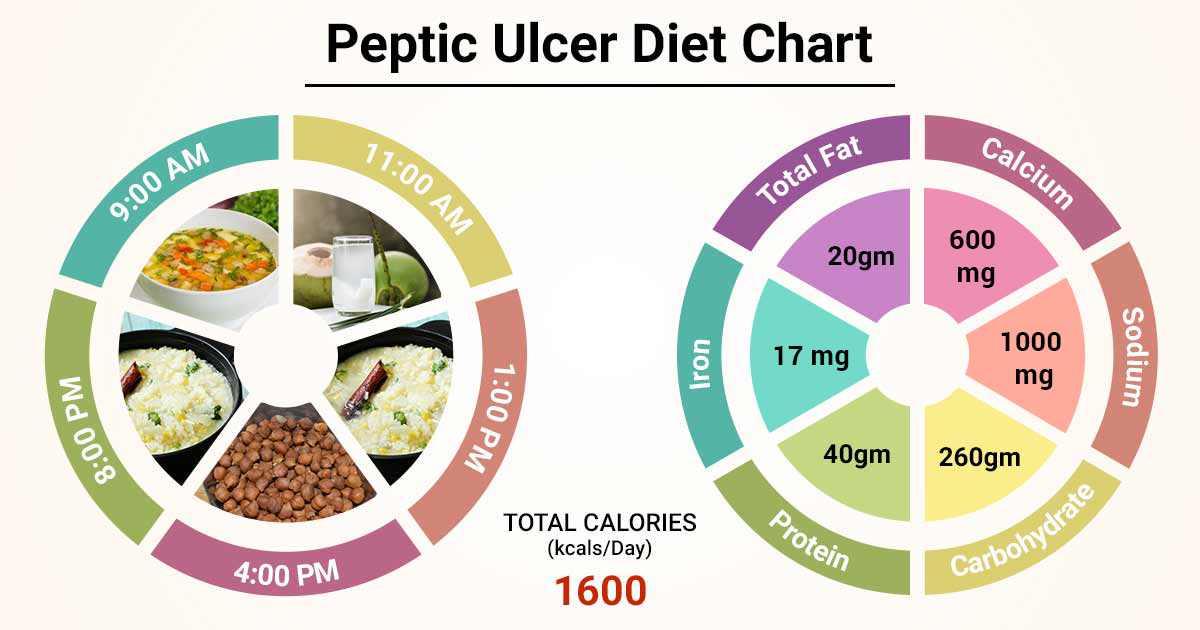 Peptic Ulcer Diet Chart
9:00 AM
11:00 AM
1:00 PM
4:00 PM
8:00 PM
TOTAL CALORIES
(kcals/Day)
1600
Total Fat
20gm
Calcium
600
mg
Sodium
1000
mg
Carbohydrate
260gm
Protein
40gm
Iron
17 mg